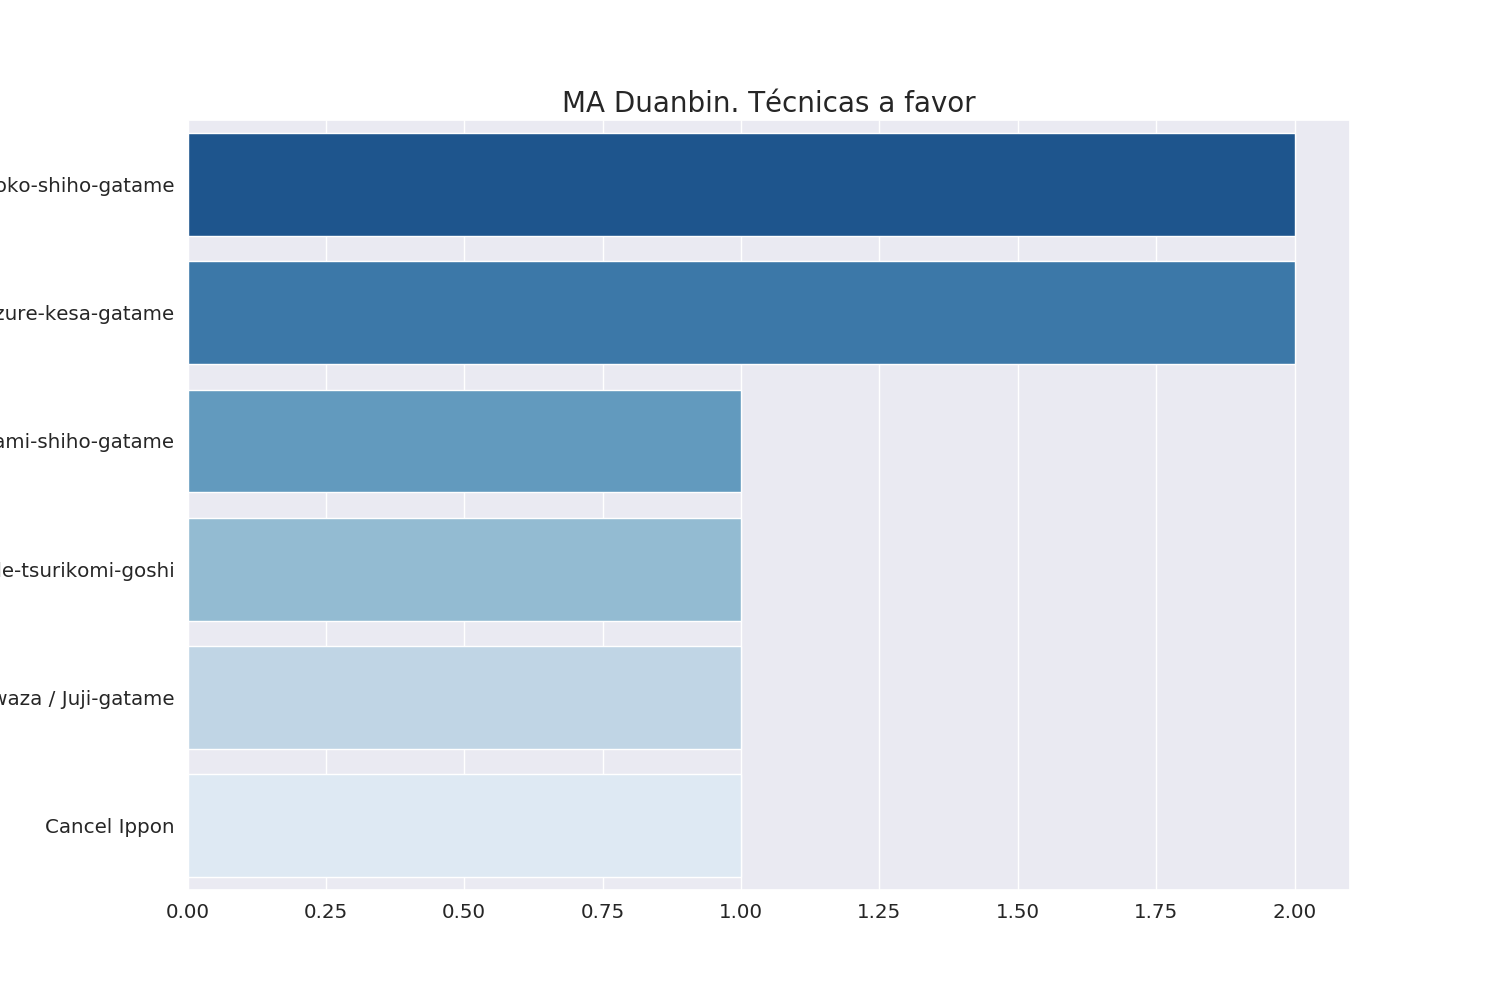 MA Duanbin. Técnicas a favor
oko-shiho-gatame
zure-kesa-gatame
ami-shiho-gatame
le-tsurikomi-goshi
waza / Juji-gatame
Cancel Ippon
0.00 0.25 0.50 0.75 1.00 1.25 1.50 1.75 2.00